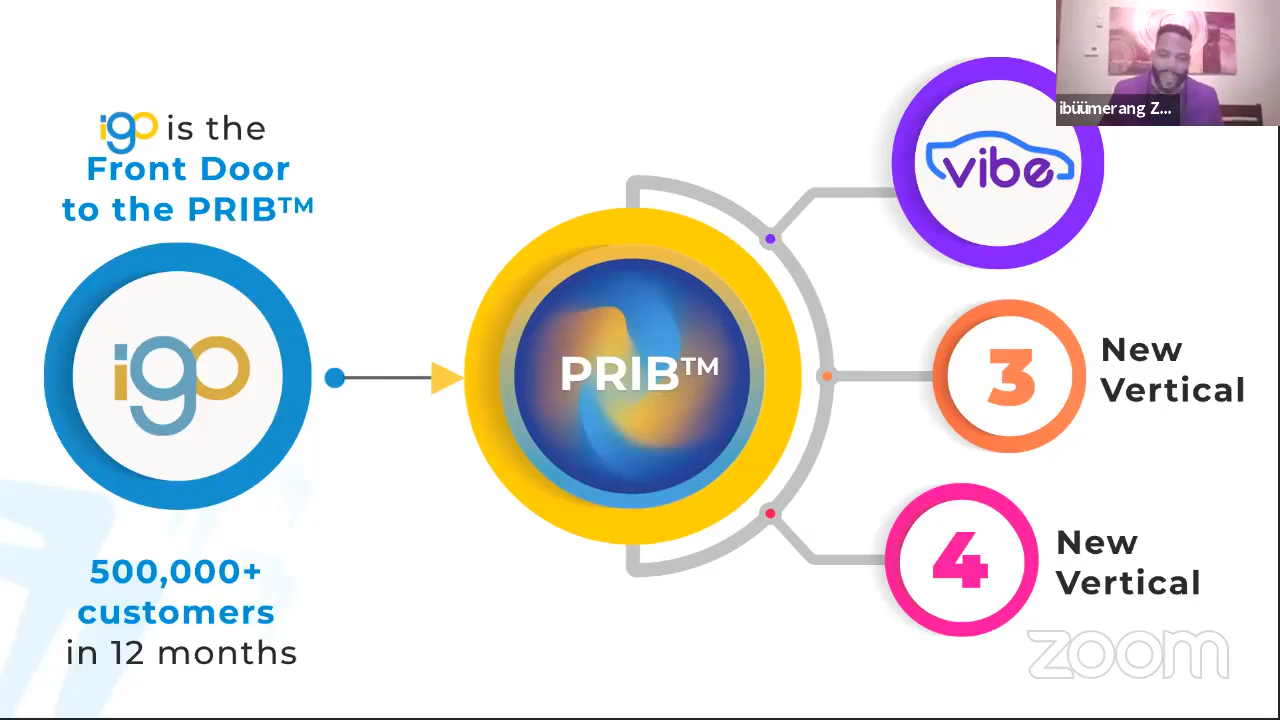 igo is the
Front Door
to the PRIB™
igo
500,000+
customers
in 12 months
PRIB™
vibe
3
New
Vertical
4
New
Vertical
ibüümerang Z...
zoom